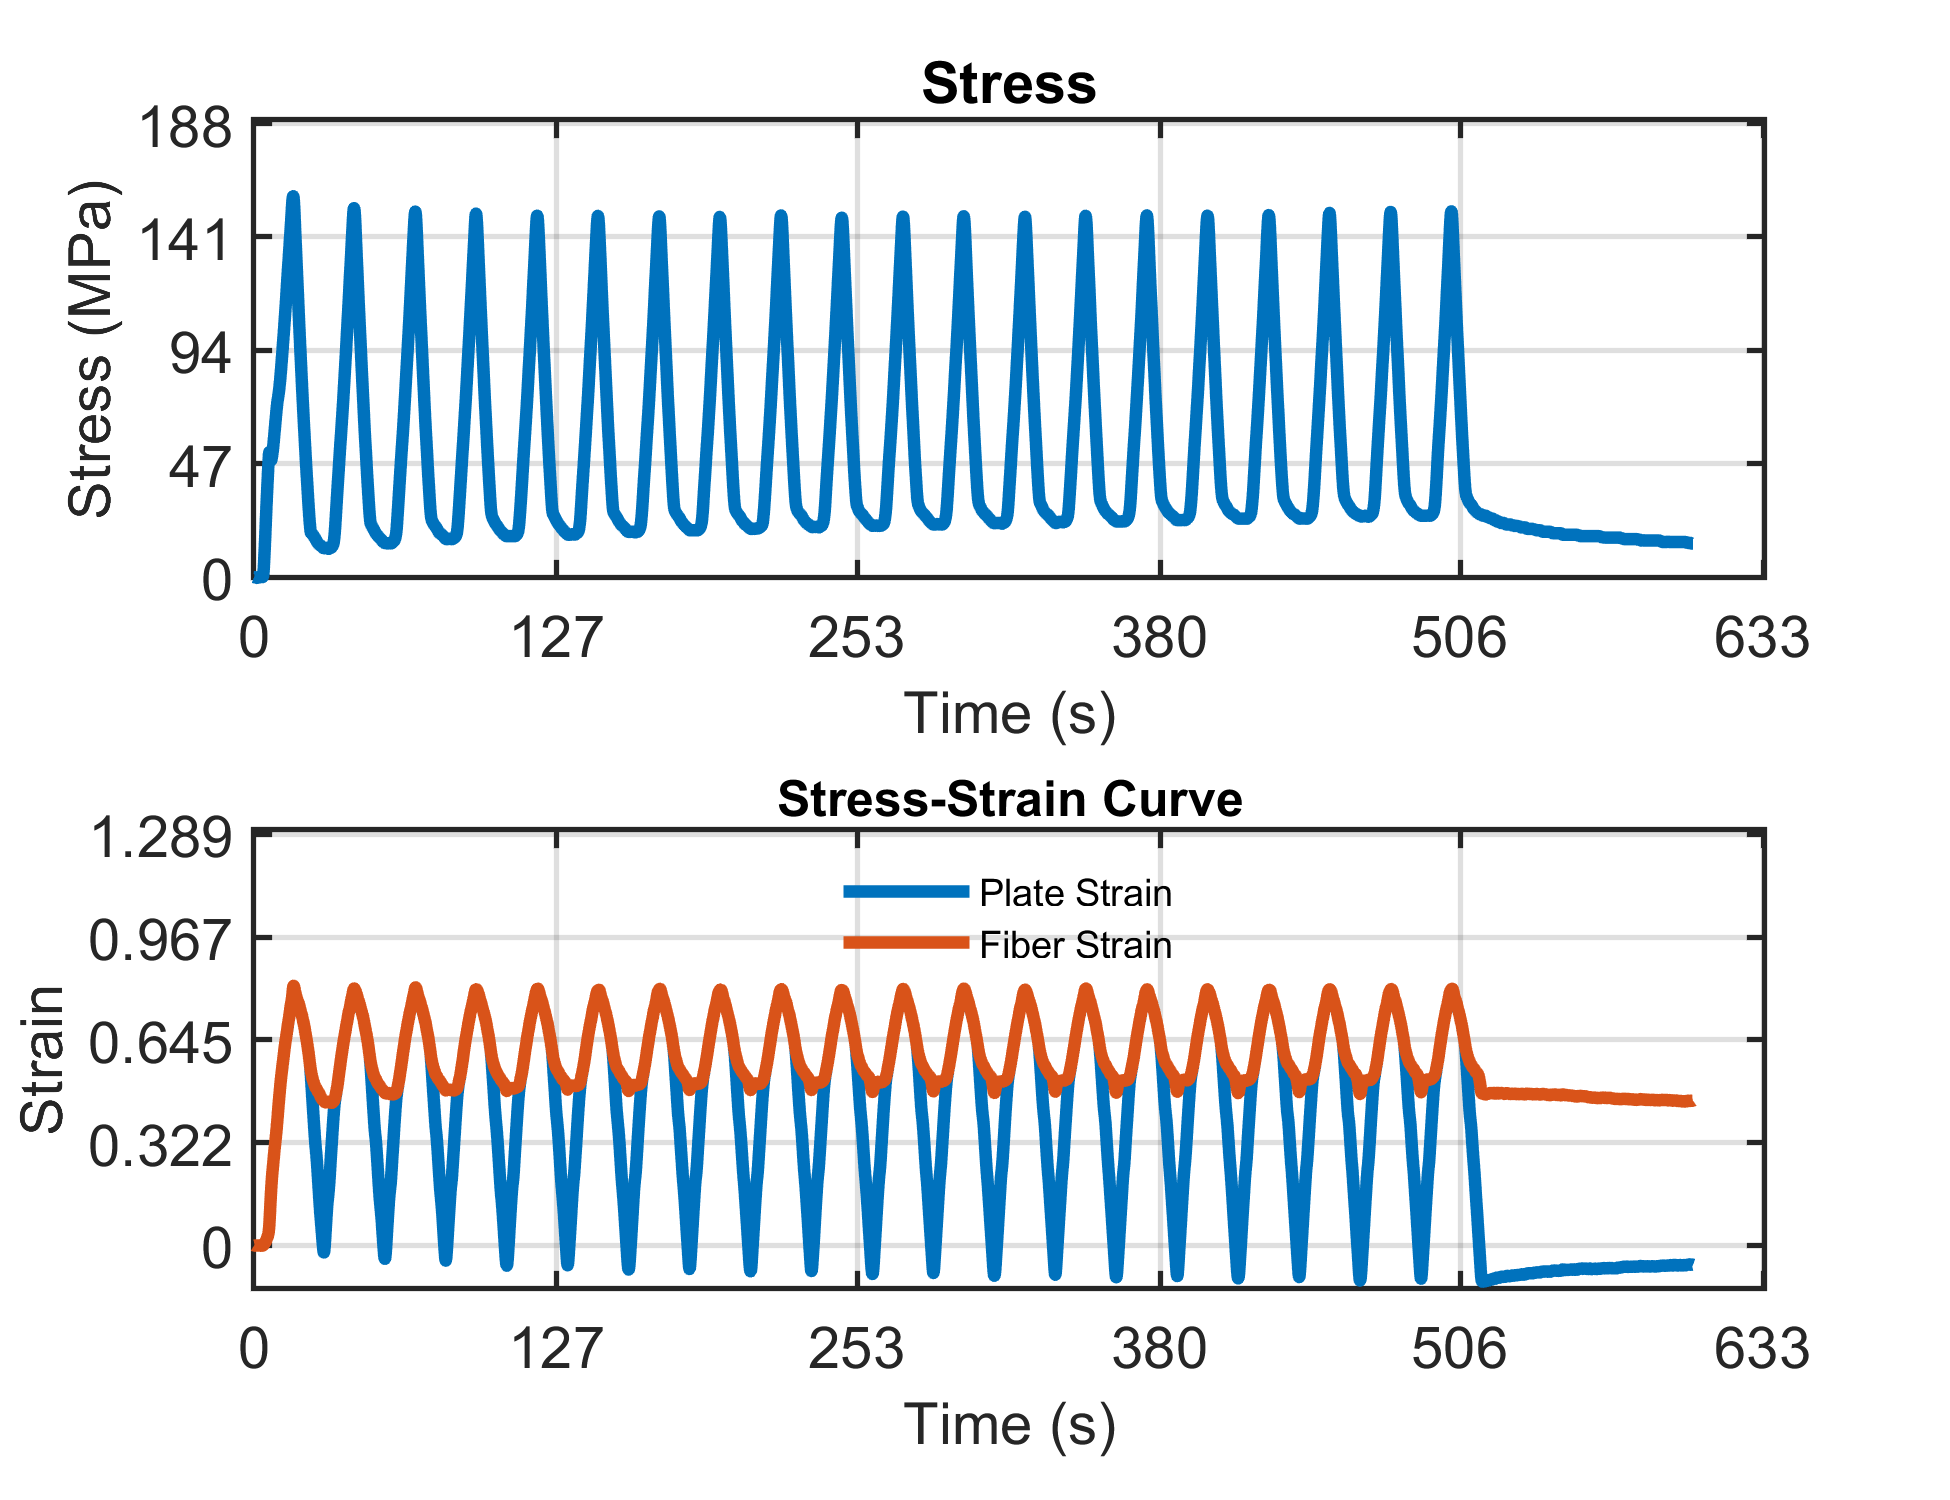 Stress
188
141
94
47
0
Stress (MPa)
0 127 253 380 506 633
Time (s)
Stress-Strain Curve
1.289
0.967
0.645
0.322
0
Strain
Plate Strain
Fiber Strain
0 127 253 380 506 633
Time (s)